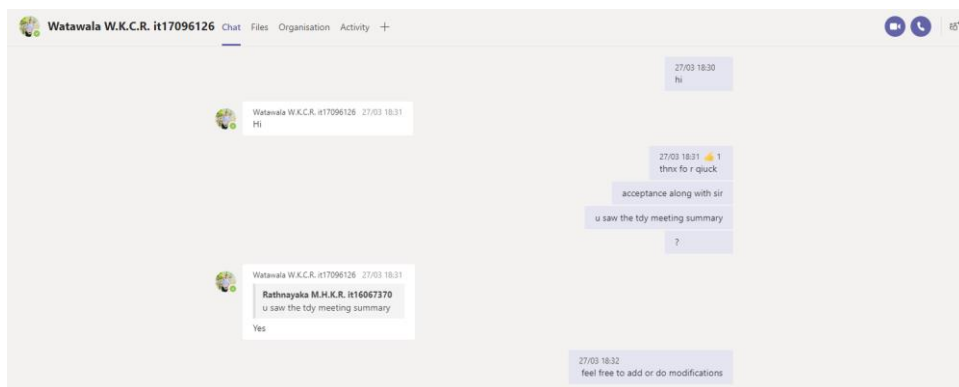 Watawala W.K.C.R. it17096126 Chat Files Organisation Activity +
27/03 18:30
hi
Watawala W.K.C.R. it17096126 27/03 18:31
Hi
27/03 18:31 👍 1
thnx fo r qiuck
acceptance along with sir
u saw the tdy meeting summary
?
Watawala W.K.C.R. it17096126 27/03 18:31
Rathnayaka M.H.K.R. it16067370
u saw the tdy meeting summary
Yes
27/03 18:32
feel free to add or do modifications